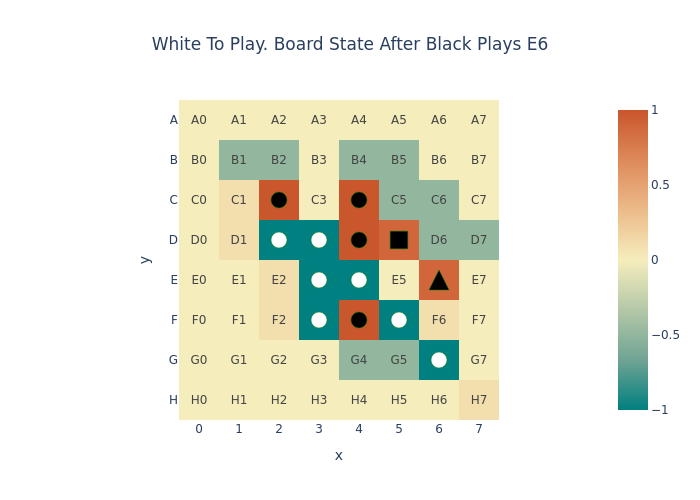 White To Play. Board State After Black Plays E6
A A0 A1 A2 A3 A4 A5 A6 A7
B B0 B1 B2 B3 B4 B5 B6 B7
C C0 C1 C3 C5 C6 C7
D D0 D1 D6 D7
E E0 E1 E2 E5 E7
F F0 F1 F2 F6 F7
G G0 G1 G2 G3 G4 G5 G7
H H0 H1 H2 H3 H4 H5 H6 H7
0 1 2 3 4 5 6 7
x
y
1
0.5
0
−0.5
−1